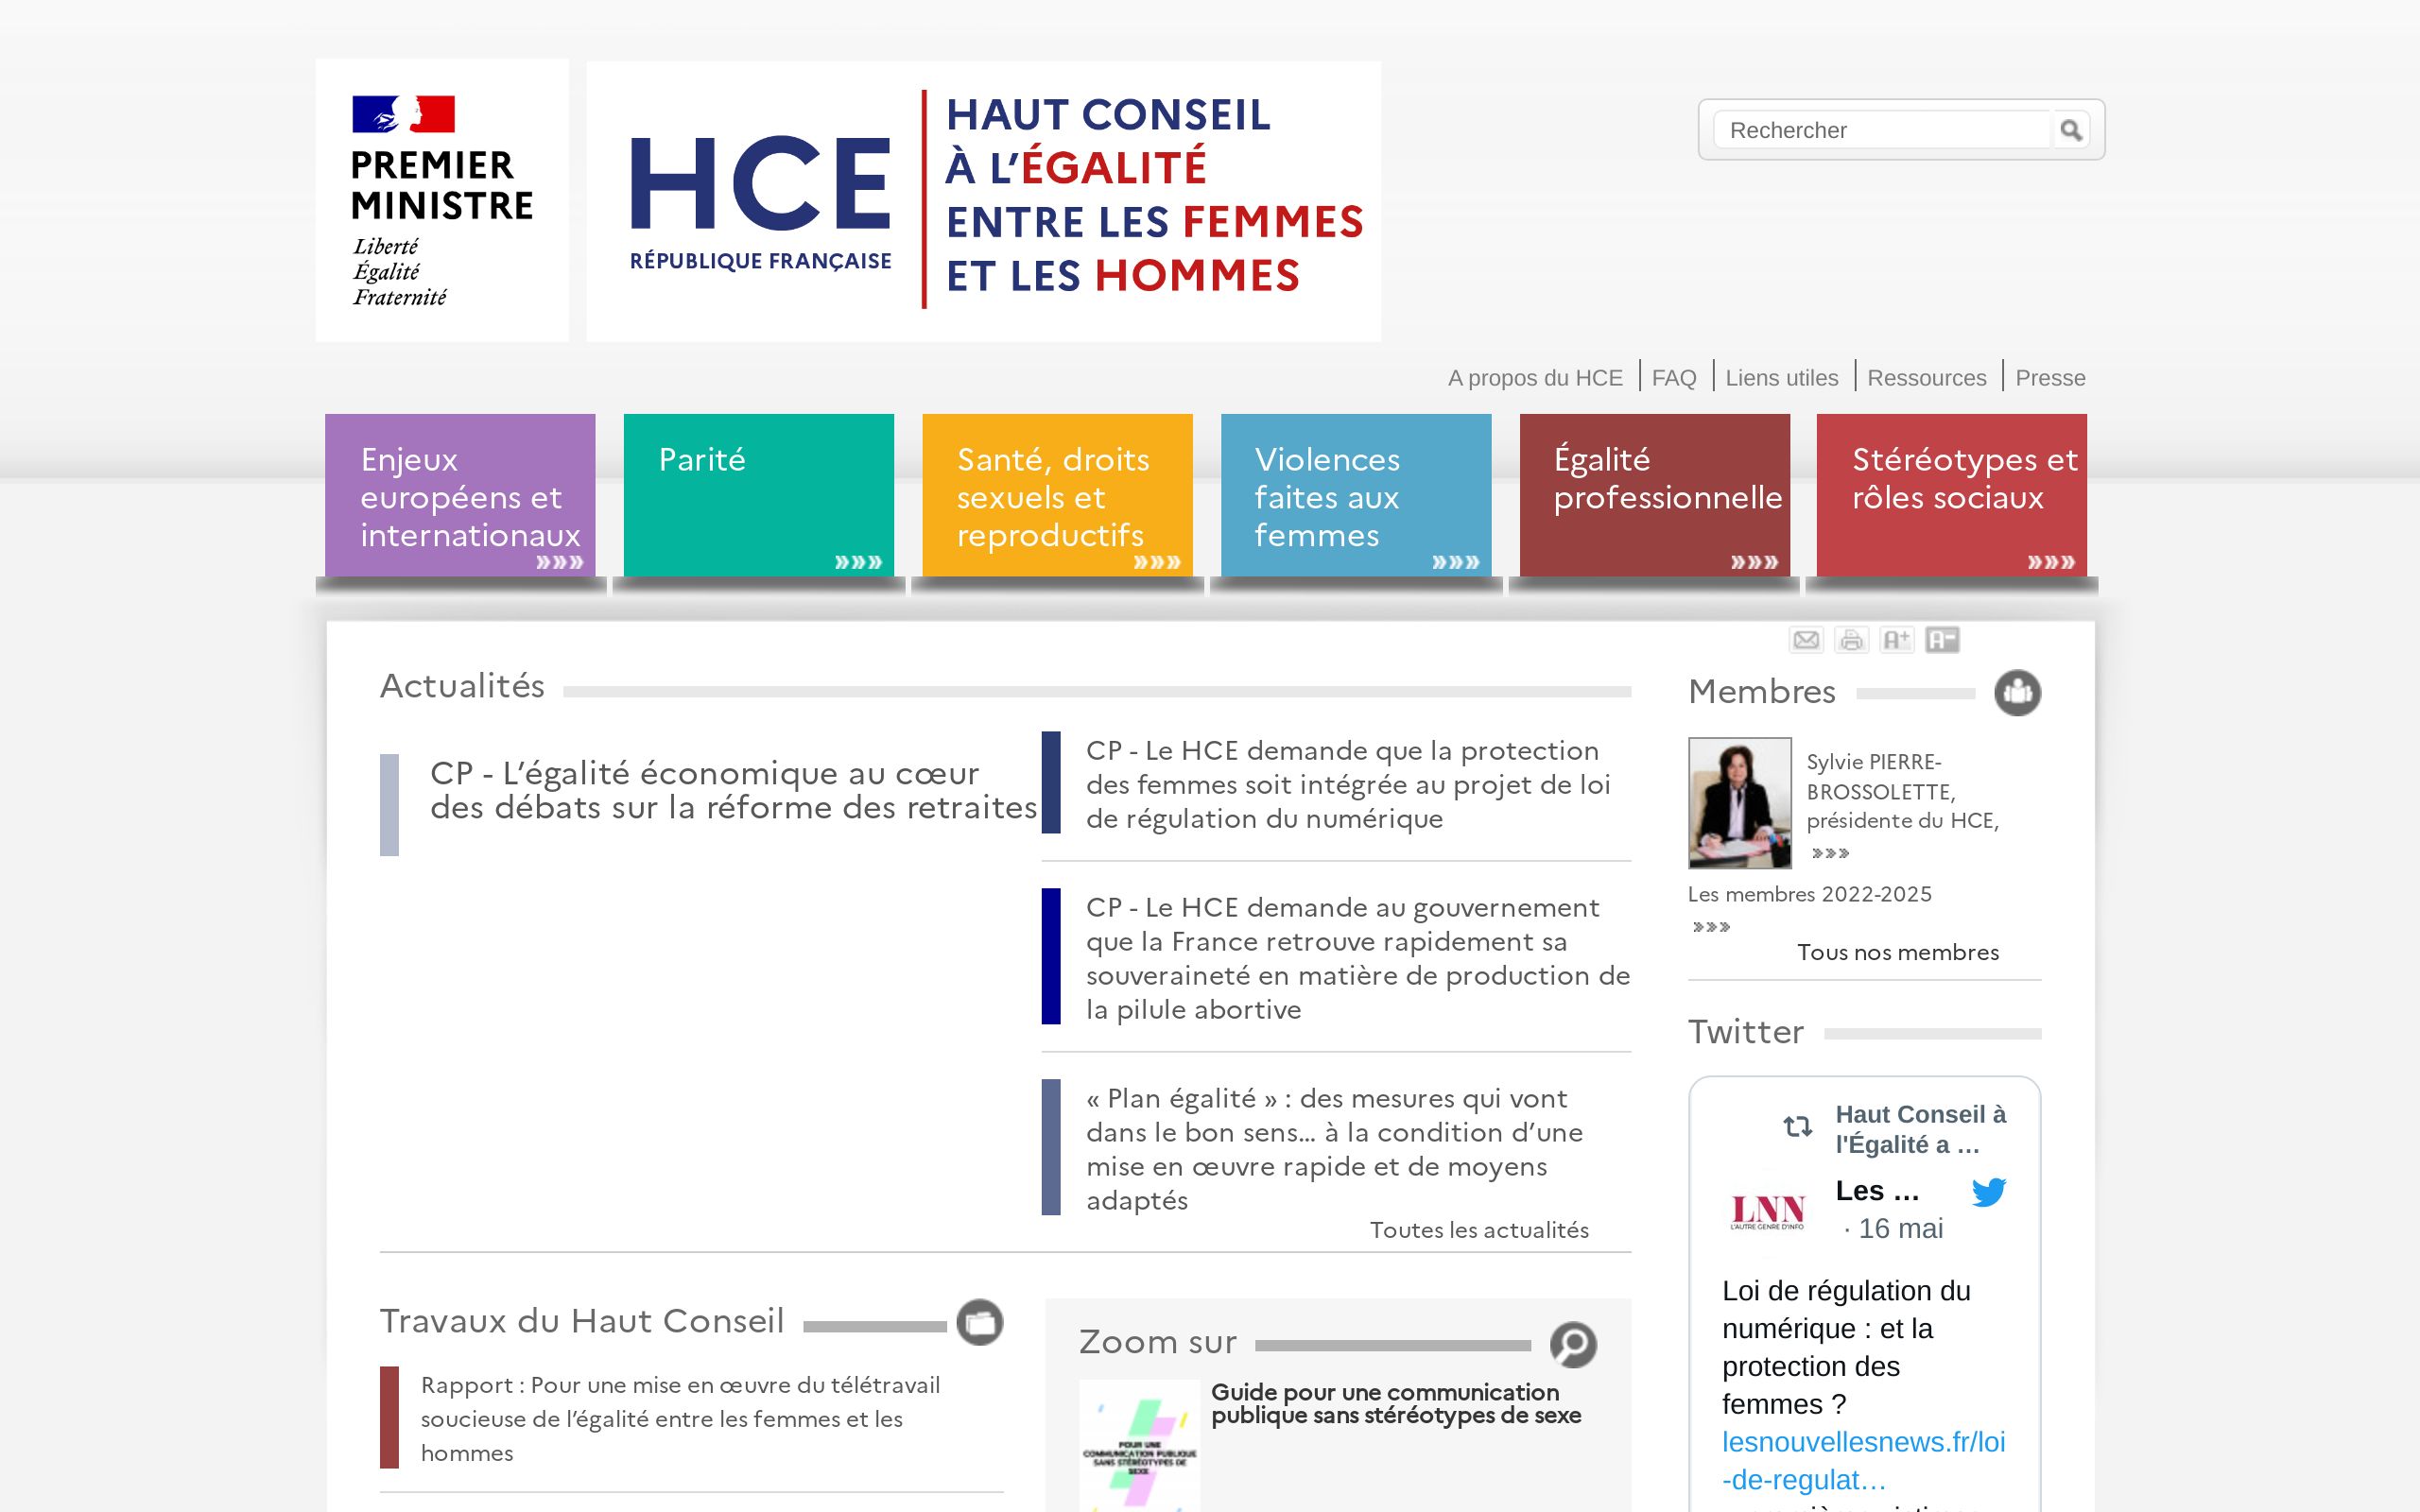 PREMIER
MINISTRE
Liberté
Égalité
Fraternité
HCE
RÉPUBLIQUE FRANÇAISE
HAUT CONSEIL
À L’ÉGALITÉ
ENTRE LES FEMMES
ET LES HOMMES
Rechercher
A propos du HCE
FAQ
Liens utiles
Ressources
Presse
Enjeux
européens et
internationaux
»»»
Parité
»»»
Santé, droits
sexuels et
reproductifs
»»»
Violences
faites aux
femmes
»»»
Égalité
professionnelle
»»»
Stéréotypes et
rôles sociaux
»»»
A+
A-
Actualités
CP - L’égalité économique au cœur
des débats sur la réforme des retraites
CP - Le HCE demande que la protection
des femmes soit intégrée au projet de loi
de régulation du numérique
CP - Le HCE demande au gouvernement
que la France retrouve rapidement sa
souveraineté en matière de production de
la pilule abortive
« Plan égalité » : des mesures qui vont
dans le bon sens… à la condition d’une
mise en œuvre rapide et de moyens
adaptés
Toutes les actualités
Travaux du Haut Conseil
Rapport : Pour une mise en œuvre du télétravail
soucieuse de l’égalité entre les femmes et les
hommes
Zoom sur
POUR UNE
COMMUNICATION PUBLIQUE
SANS STÉRÉOTYPES DE
SEXE
Guide pour une communication
publique sans stéréotypes de sexe
Membres
Sylvie PIERRE-
BROSSOLETTE,
présidente du HCE,
»»»
Les membres 2022-2025
»»»
Tous nos membres
Twitter
Haut Conseil à
l'Égalité a …
LNN
L'AUTRE GENRE D'INFO
Les …
· 16 mai
Loi de régulation du
numérique : et la
protection des
femmes ?
lesnouvellesnews.fr/loi
-de-regulat…